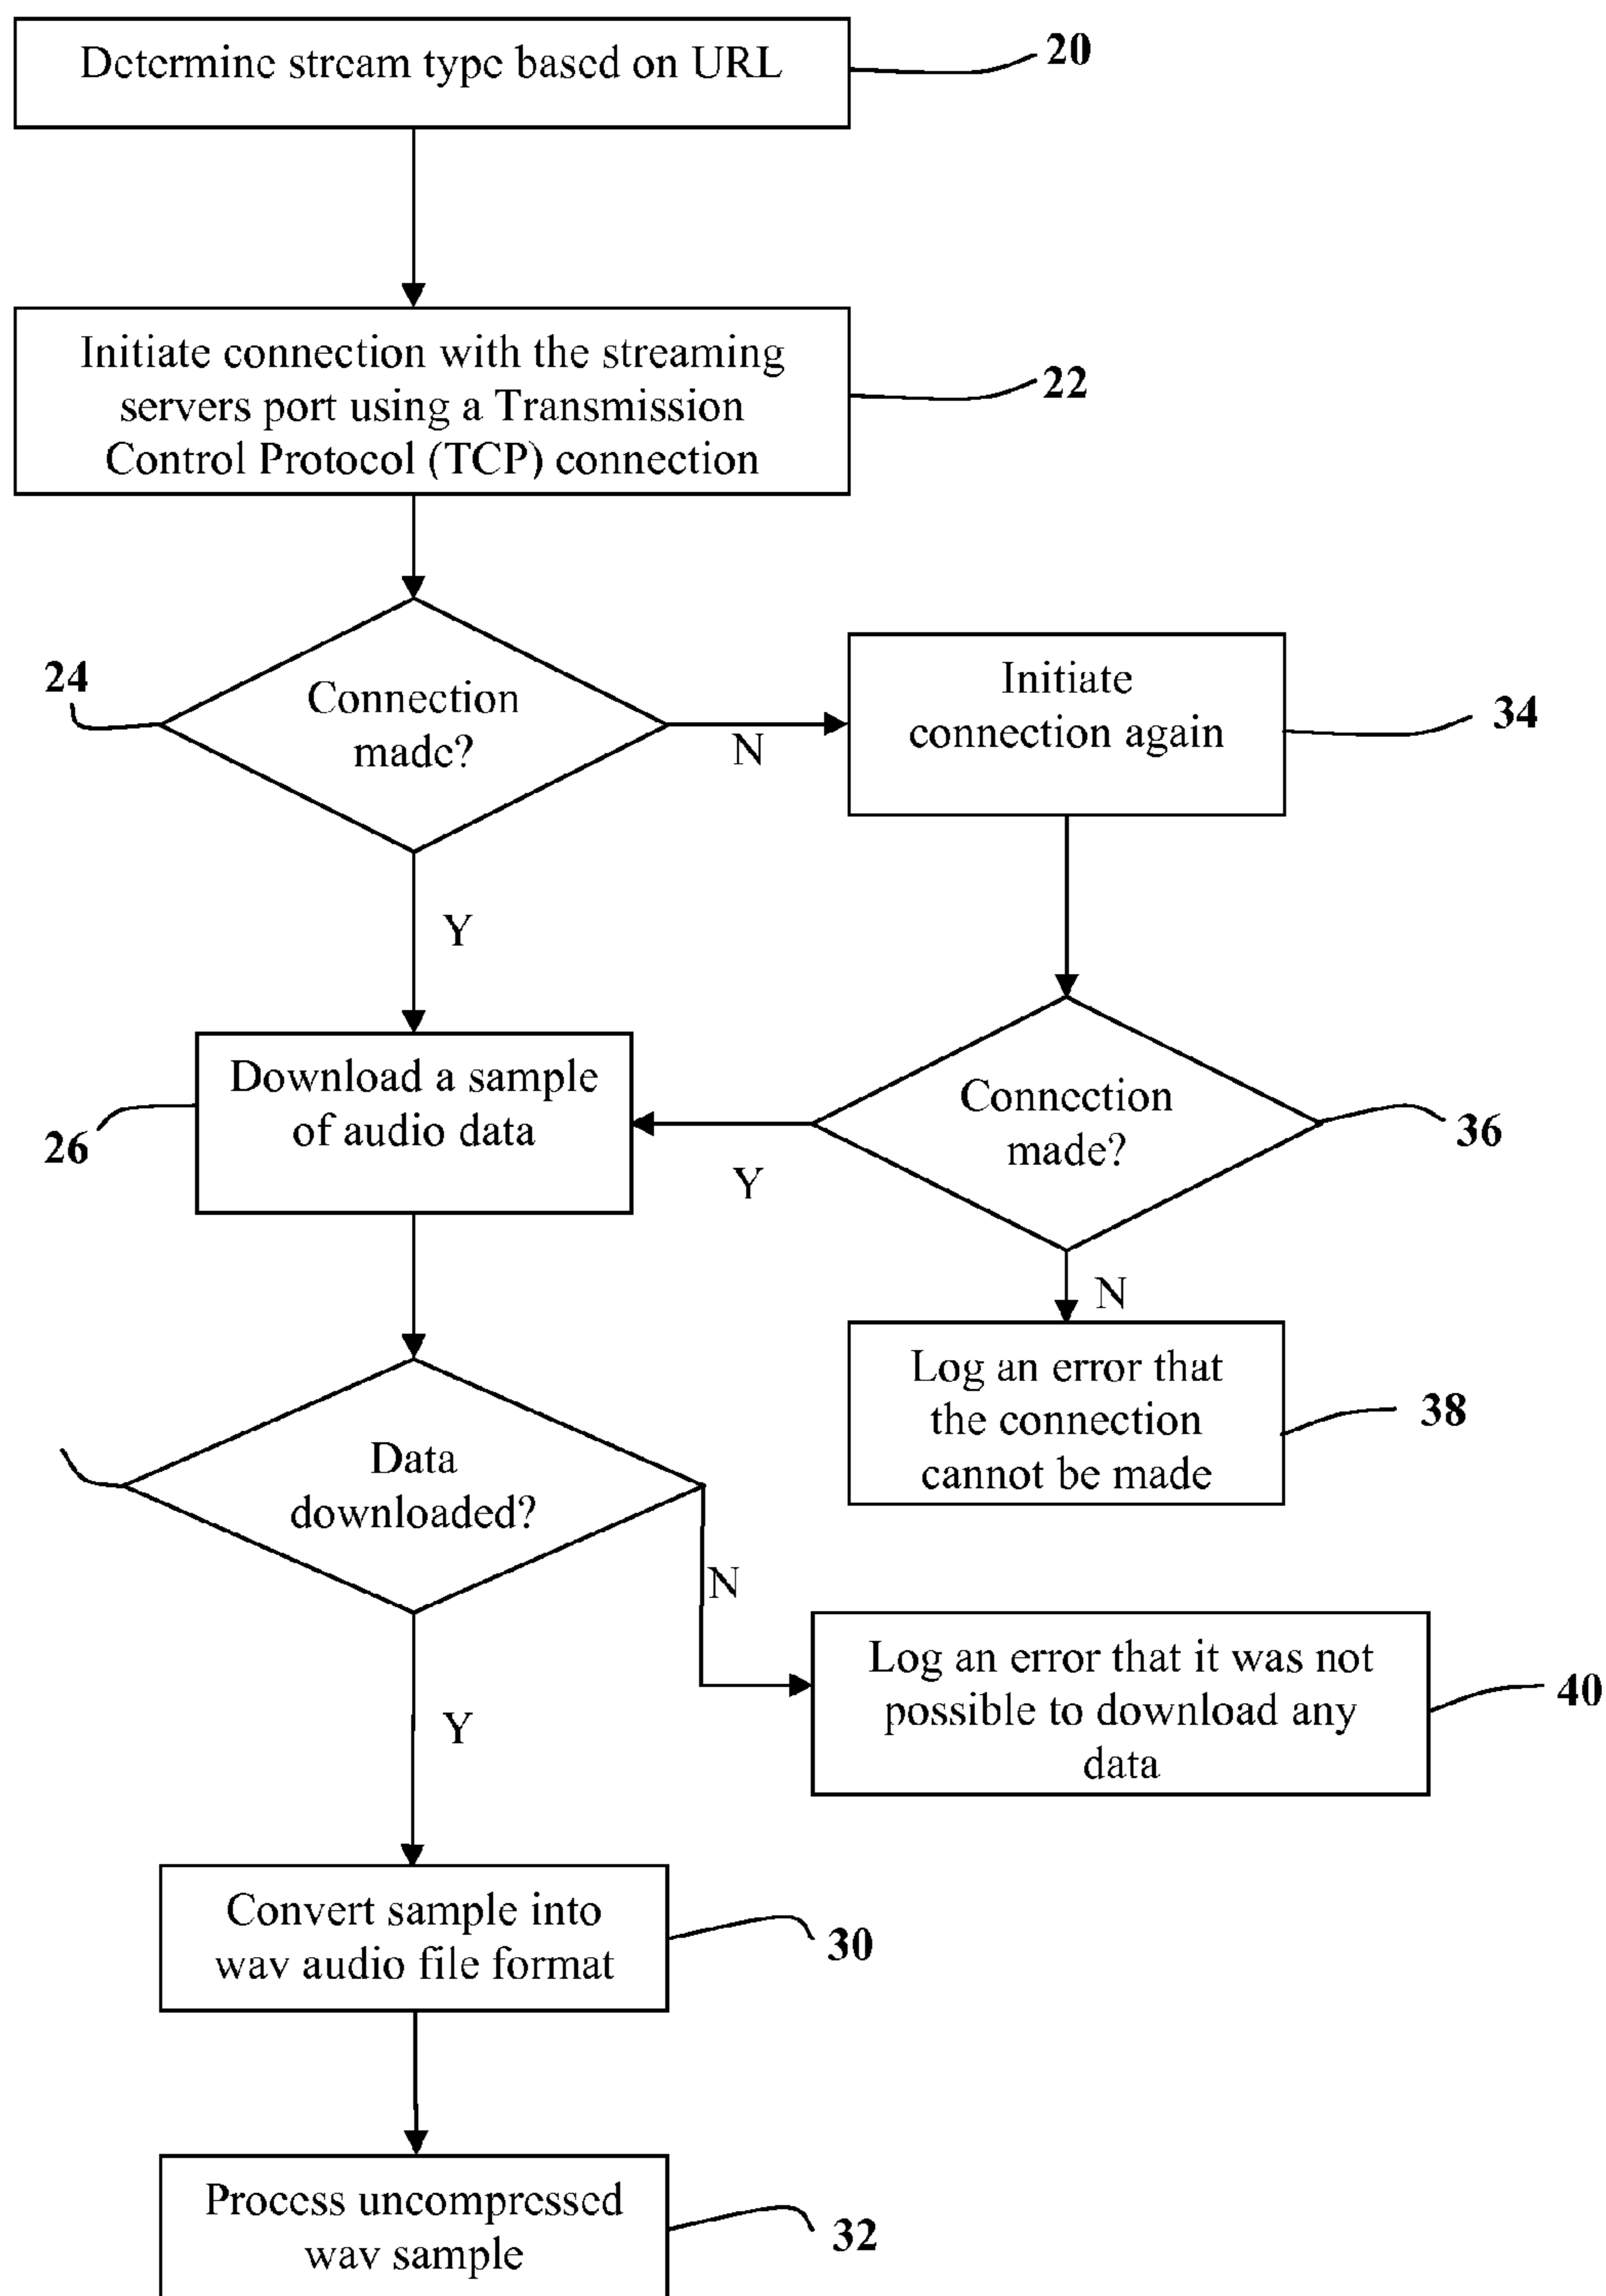 Determine stream type based on URL
20
Initiate connection with the streaming
servers port using a Transmission
Control Protocol (TCP) connection
22
24
Connection
made?
N
Initiate
connection again
34
Y
Download a sample
of audio data
26
Y
Connection
made?
36
N
Log an error that
the connection
cannot be made
38
Data
downloaded?
N
Log an error that it was not
possible to download any
data
40
Y
Convert sample into
wav audio file format
30
Process uncompressed
wav sample
32